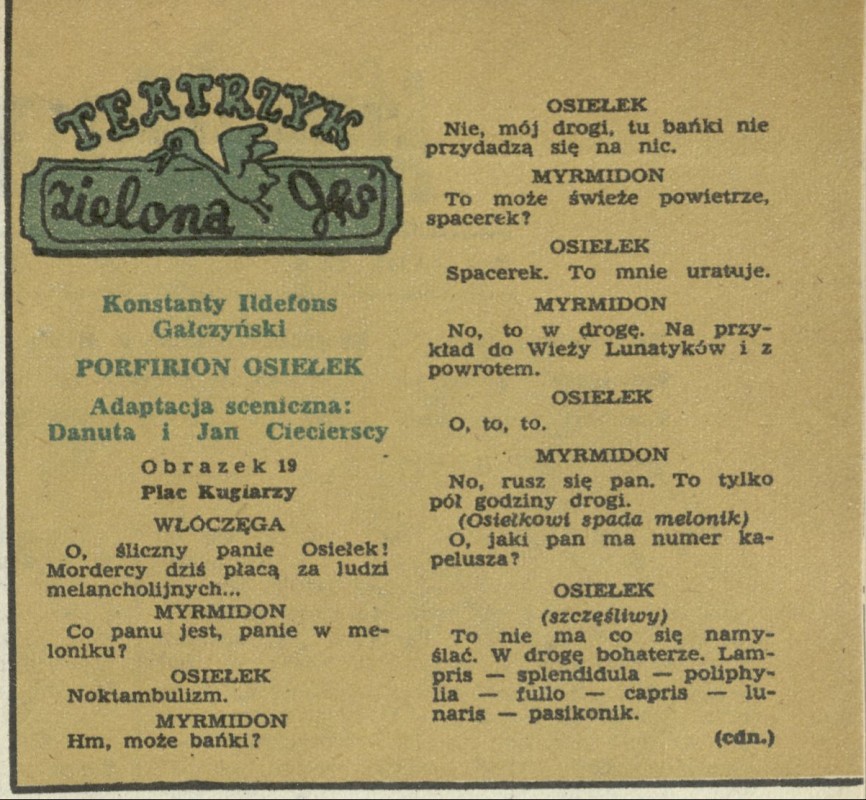 TEATRZYK
zielona Gęś
Konstanty Ildefons
Gałczyński
PORFIRION OSIEŁEK
Adaptacja sceniczna:
Danuta i Jan Ciecierscy
Obrazek 19
Plac Kuglarzy
WŁÓCZĘGA
O, śliczny panie Osiełek!
Mordercy dziś płacą za ludzi
melancholijnych...
MYRMIDON
Co panu jest, panie w me-
loniku?
OSIEŁEK
Noktambulizm.
MYRMIDON
Hm, może bańki?
OSIEŁEK
Nie, mój drogi, tu bańki nie
przydadzą się na nic.
MYRMIDON
To może świeże powietrze,
spacerek?
OSIEŁEK
Spacerek. To mnie uratuje.
MYRMIDON
No, to w drogę. Na przy-
kład do Wieży Lunatyków i z
powrotem.
OSIEŁEK
O, to, to.
MYRMIDON
No, rusz się pan. To tylko
pół godziny drogi.
(Osiełkowi spada melonik)
O, jaki pan ma numer ka-
pelusza?
OSIEŁEK
(szczęśliwy)
To nie ma co się namy-
ślać. W drogę bohaterze. Lam-
pris — splendidula — poliphy-
lia — fullo — capris — lu-
naris — pasikonik.
(cdn.)